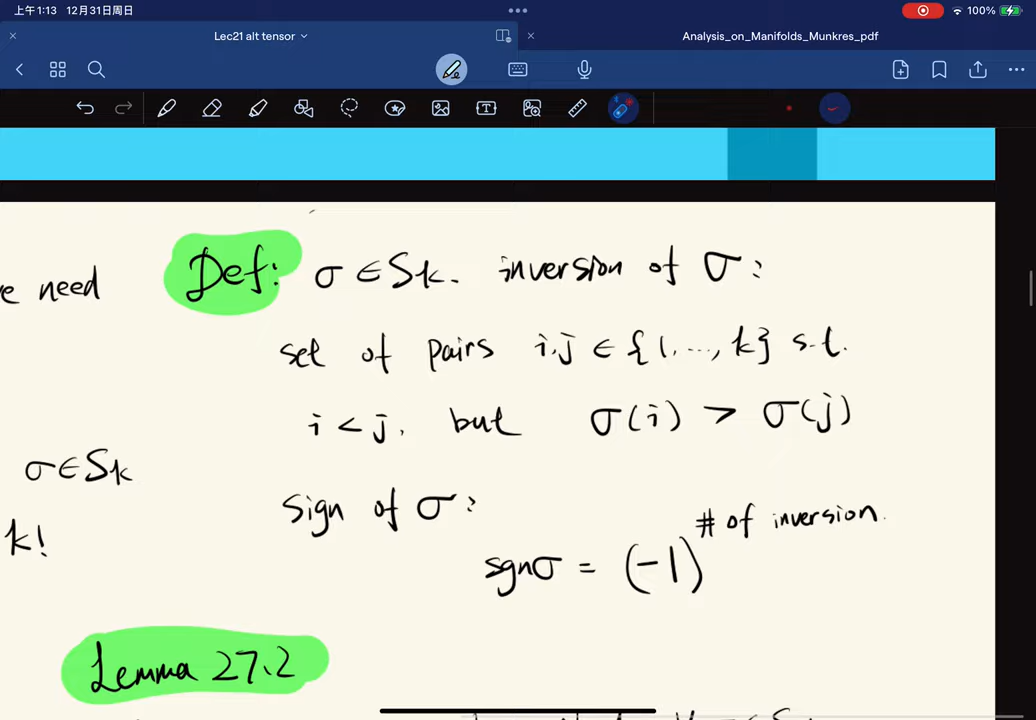 上午1:13 12月31日周日
100%
Lec21 alt tensor
Analysis_on_Manifolds_Munkres_pdf
e need
Def: σ ∈ Sk. inversion of σ:
set of pairs i,j ∈ {1, ..., k} s.t.
i < j, but σ(i) > σ(j)
σ ∈ Sk
k!
sign of σ:
sgnσ = (-1)^# of inversion.
Lemma 27.2